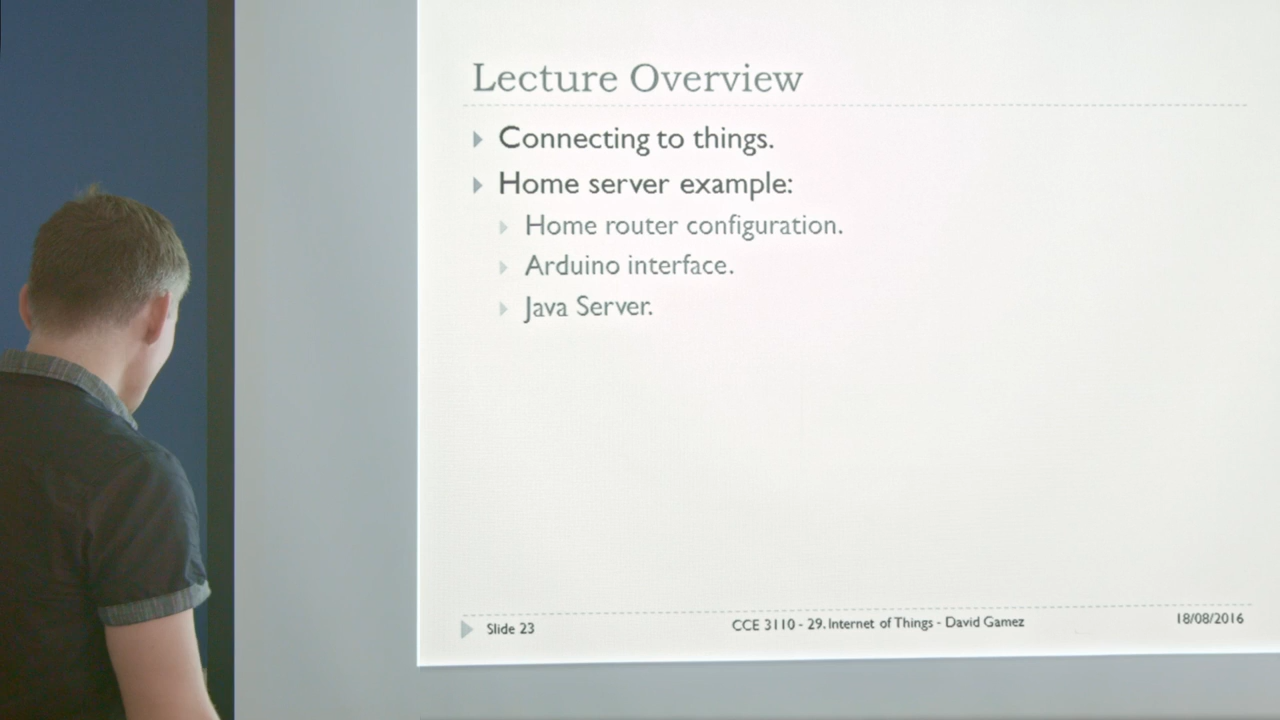 Lecture Overview
Connecting to things.
Home server example:
Home router configuration.
Arduino interface.
Java Server.
Slide 23
CCE 3110 - 29. Internet of Things - David Gamez
18/08/2016